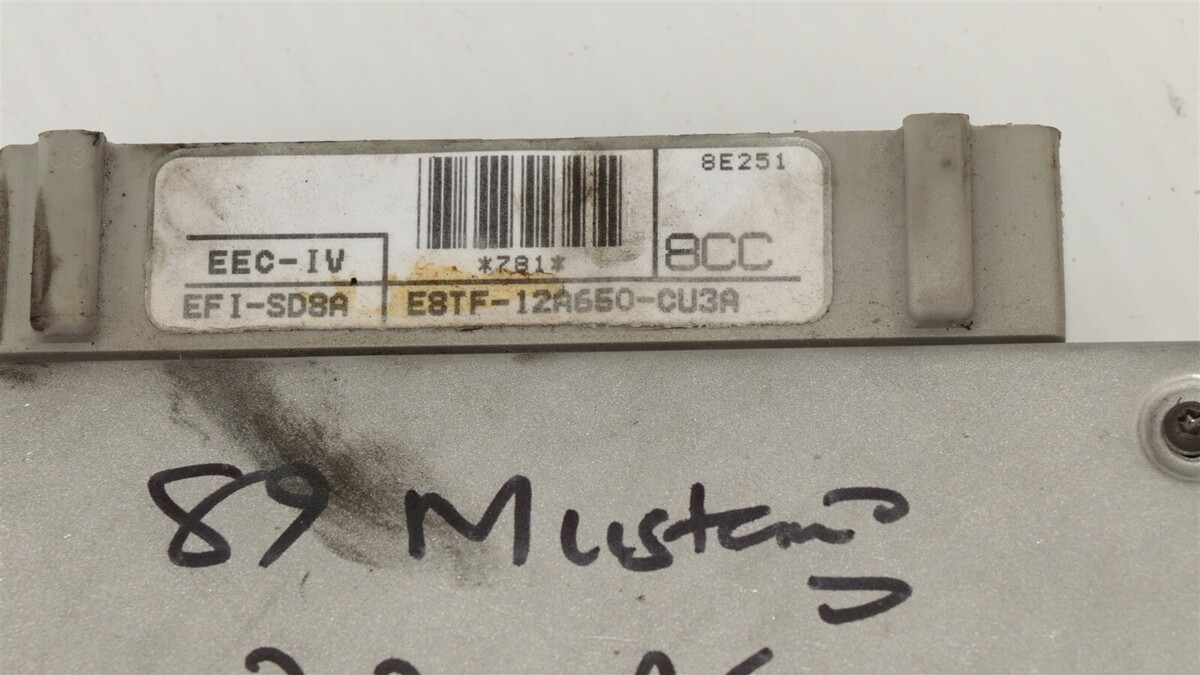 8E251
8CC
*781*
EEC-IV
EFI-SD8A E8TF-12A650-CU3A
89 Mustang